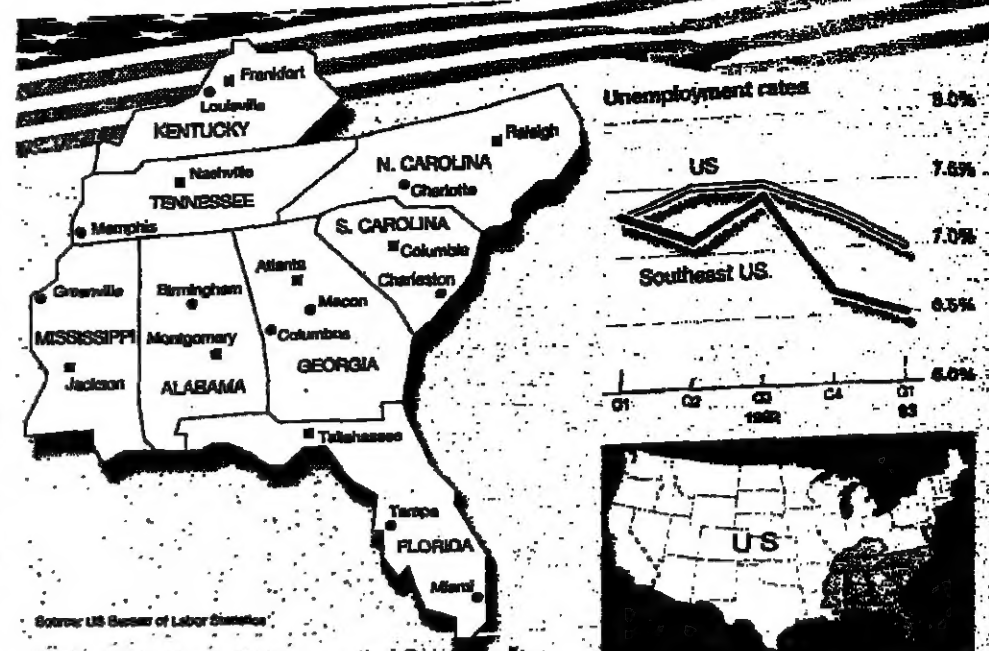 Frankfort
Louisville
KENTUCKY
Raleigh
Nashville
TENNESSEE
N. CAROLINA
Charlotte
Memphis
S. CAROLINA
Columbia
Atlanta
Charleston
Greenville
Birmingham
Macon
Columbus
MISSISSIPPI
Montgomery
GEORGIA
Jackson
ALABAMA
Tallahassee
Tampa
FLORIDA
Miami
Source: US Bureau of Labor Statistics
Unemployment rates
8.0%
US
7.5%
7.0%
Southeast US.
6.5%
6.0%
Q1 Q2 Q3 Q4 Q1
1992 93
US